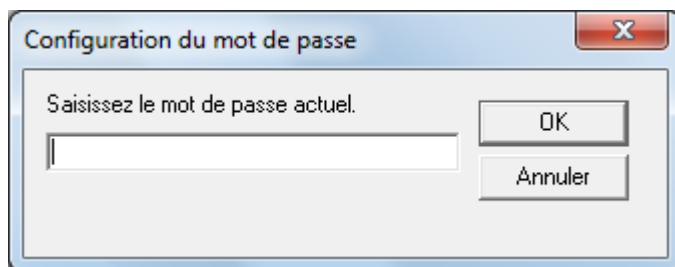 Configuration du mot de passe
Saisissez le mot de passe actuel.
OK
Annuler